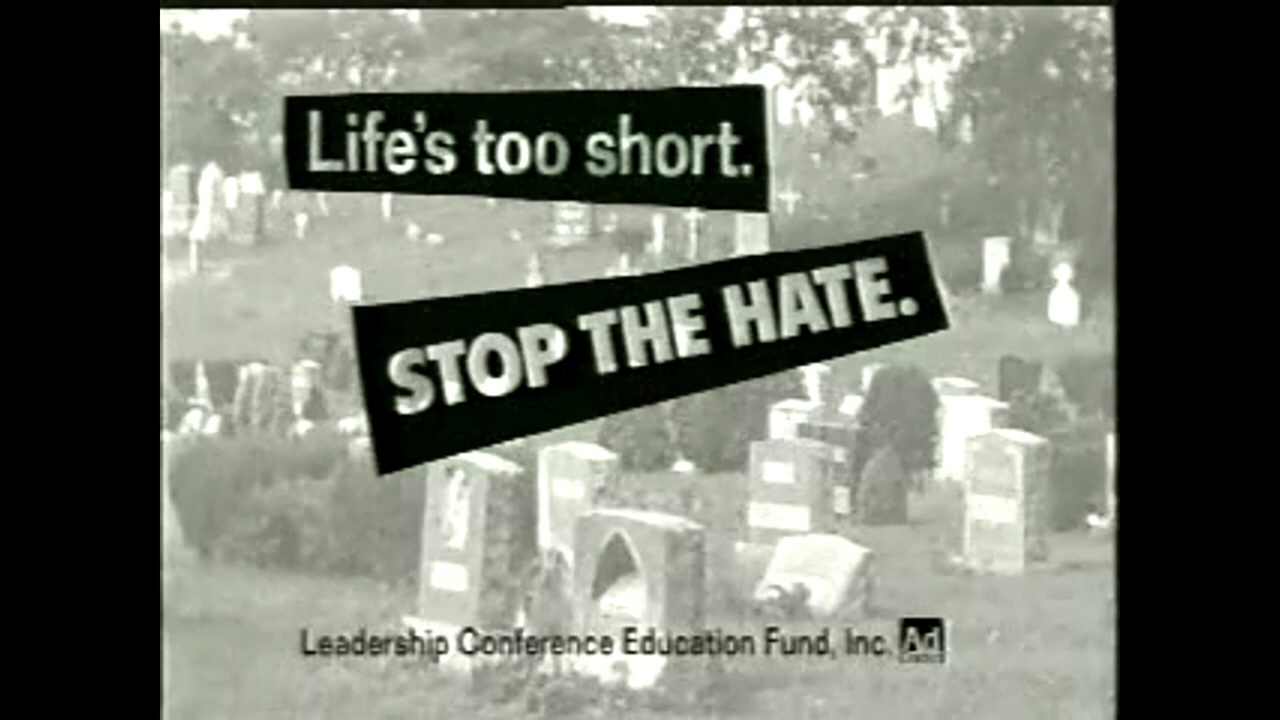 Life's too short.
STOP THE HATE.
Leadership Conference Education Fund, Inc. Ad